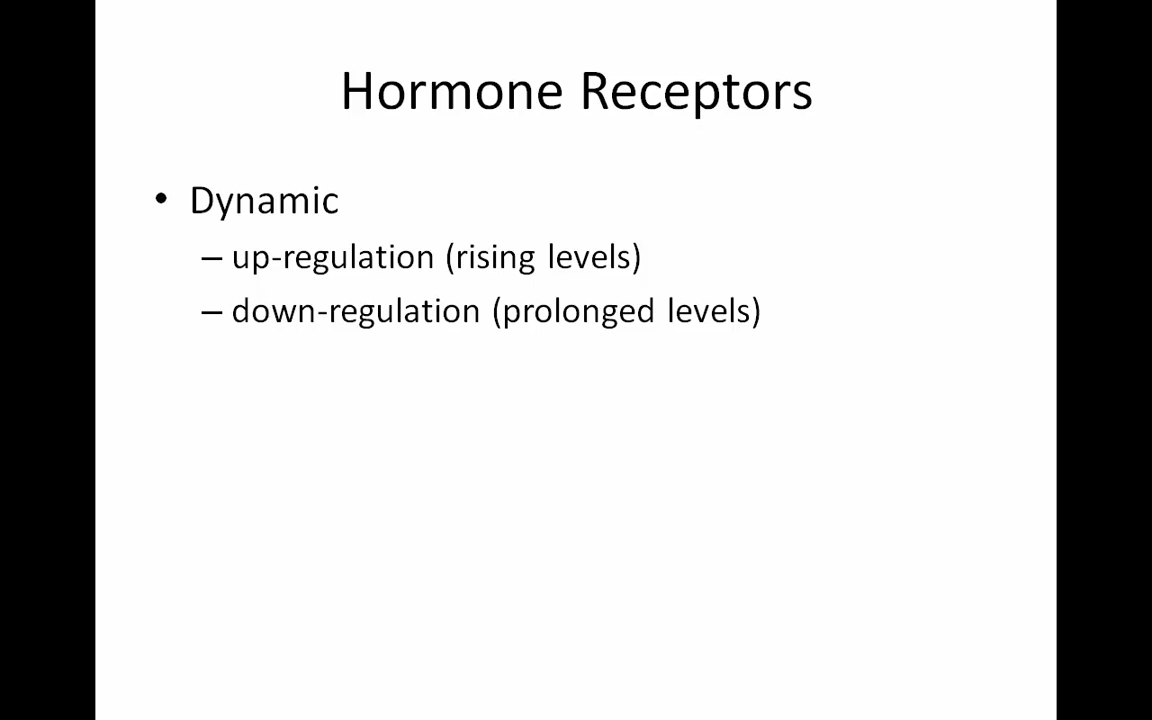 Hormone Receptors
• Dynamic
– up-regulation (rising levels)
– down-regulation (prolonged levels)